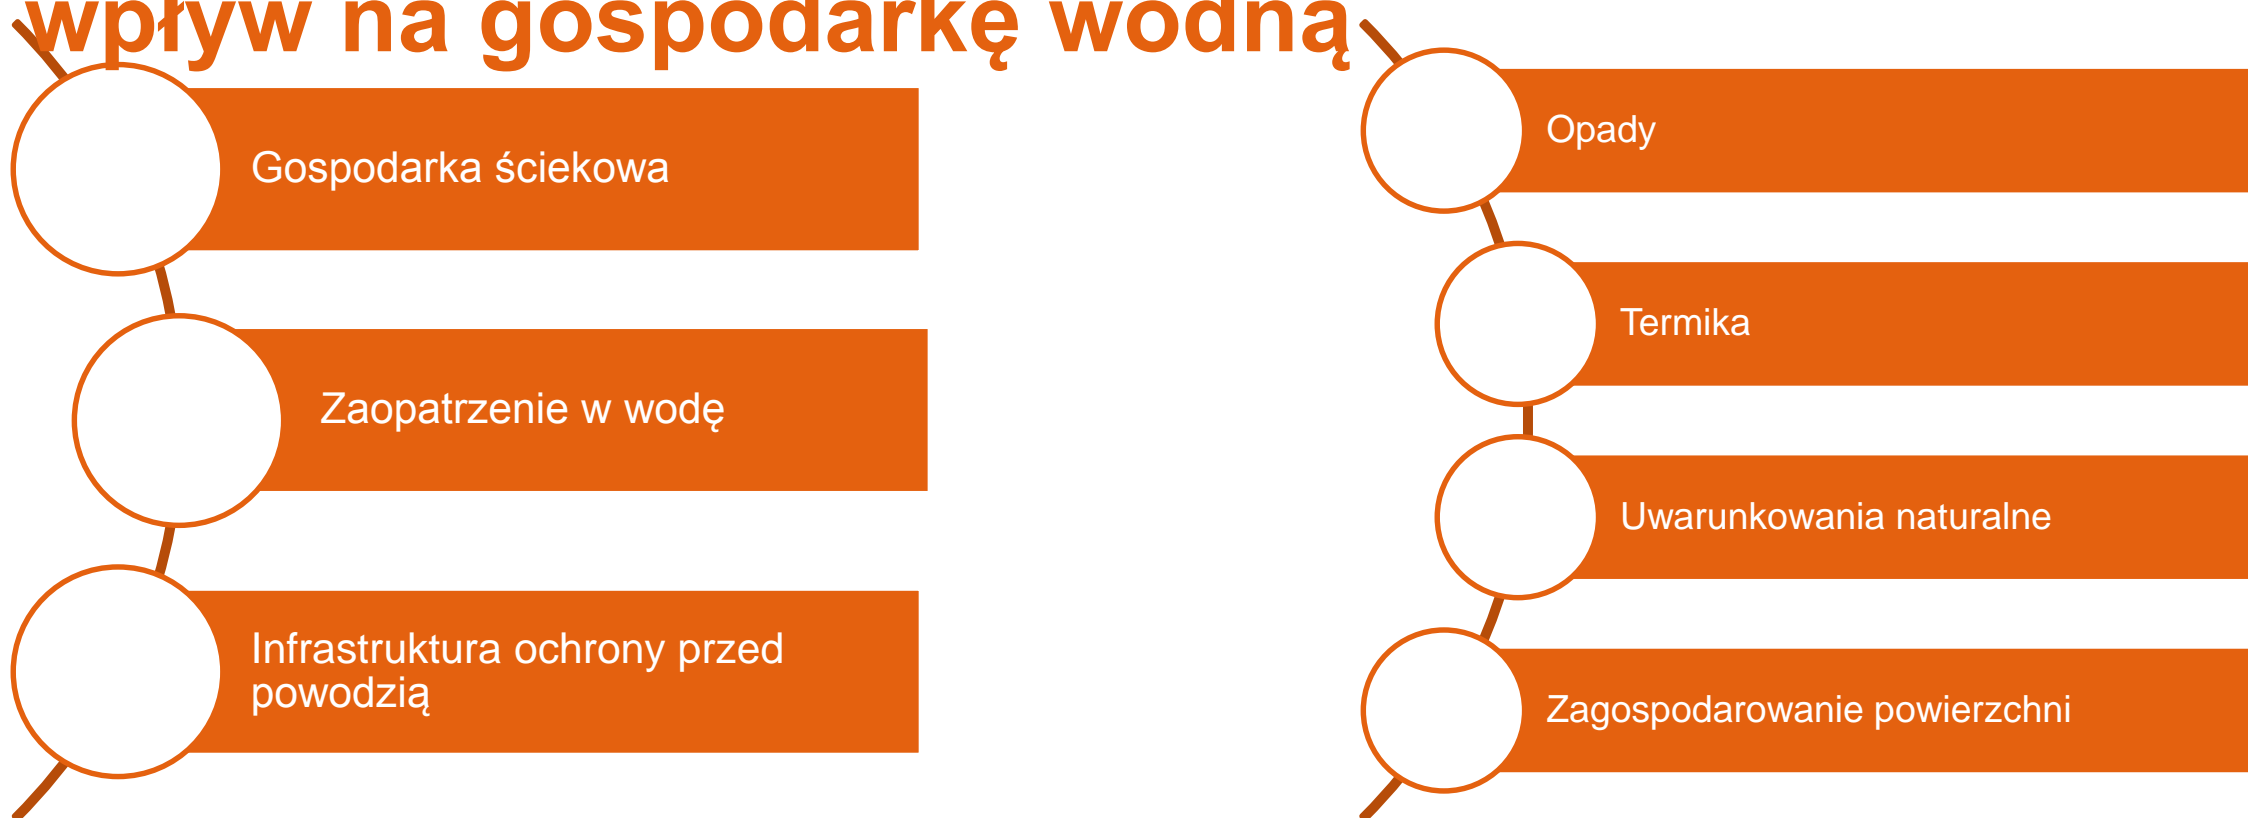 wpływ na gospodarkę wodną
Gospodarka ściekowa
Zaopatrzenie w wodę
Infrastruktura ochrony przed
powodzią
Opady
Termika
Uwarunkowania naturalne
Zagospodarowanie powierzchni